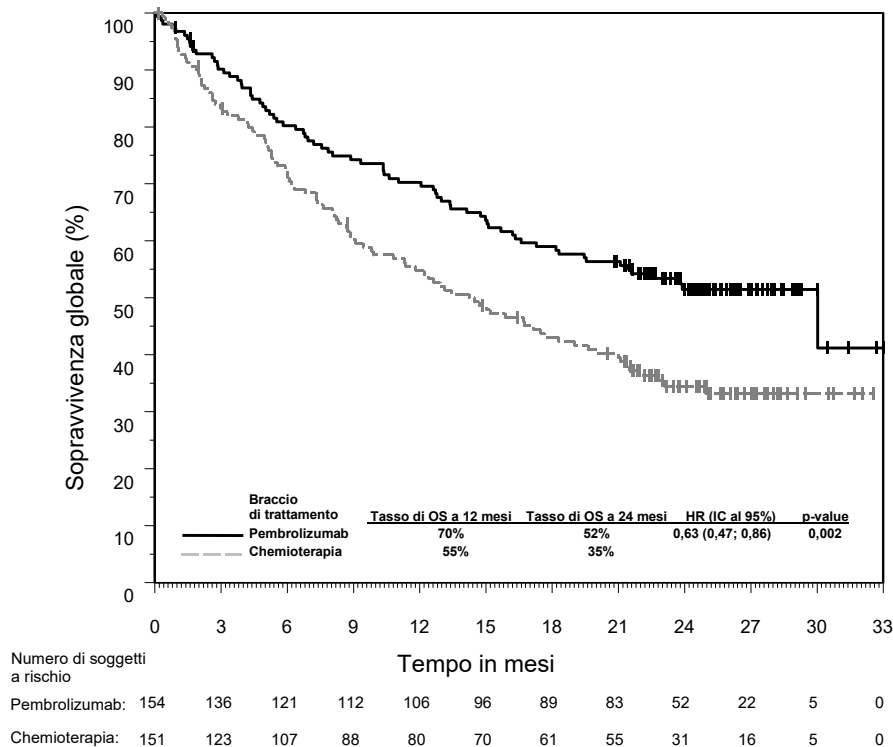 100
90
80
70
60
50
40
30
20
10
0
Sopravvivenza globale (%)
Braccio
di trattamento
Tasso di OS a 12 mesi Tasso di OS a 24 mesi HR (IC al 95%) p-value
Pembrolizumab 70% 52% 0,63 (0,47; 0,86) 0,002
Chemioterapia 55% 35%
0 3 6 9 12 15 18 21 24 27 30 33
Tempo in mesi
Numero di soggetti
a rischio
Pembrolizumab: 154 136 121 112 106 96 89 83 52 22 5 0
Chemioterapia: 151 123 107 88 80 70 61 55 31 16 5 0